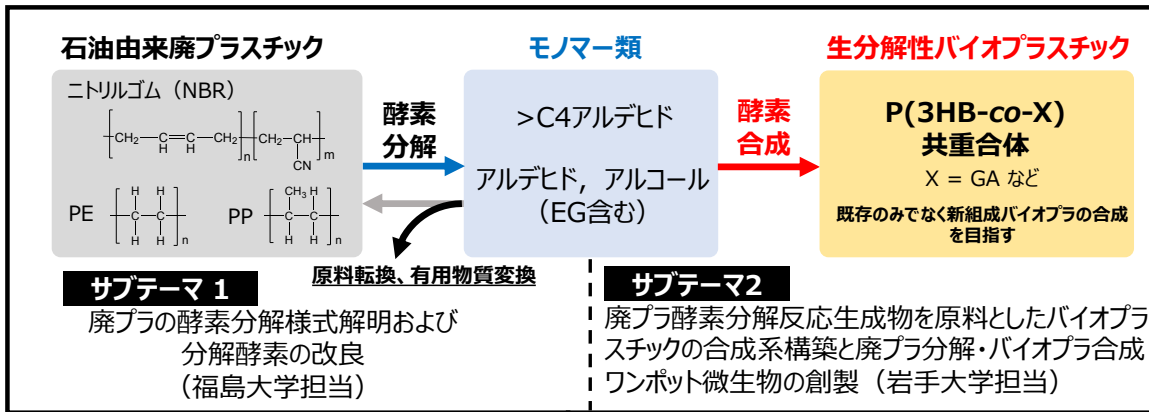 石油由来廃プラスチック
ニトリルゴム（NBR）
CH₂ C H C H CH₂ n CH₂ CH CN m
PE H H C C H H n
PP CH₃ H C C H H n
酵素
分解
原料転換、有用物質変換
モノマー類
>C4アルデヒド
アルデヒド，アルコール
（EG含む）
酵素
合成
生分解性バイオプラスチック
P(3HB-co-X)
共重合体
X = GA など
既存のみでなく新組成バイオプラの合成
を目指す
サブテーマ 1
廃プラの酵素分解様式解明および
分解酵素の改良
（福島大学担当）
サブテーマ2
廃プラ酵素分解反応生成物を原料としたバイオプラ
スチックの合成系構築と廃プラ分解・バイオプラ合成
ワンポット微生物の創製（岩手大学担当）